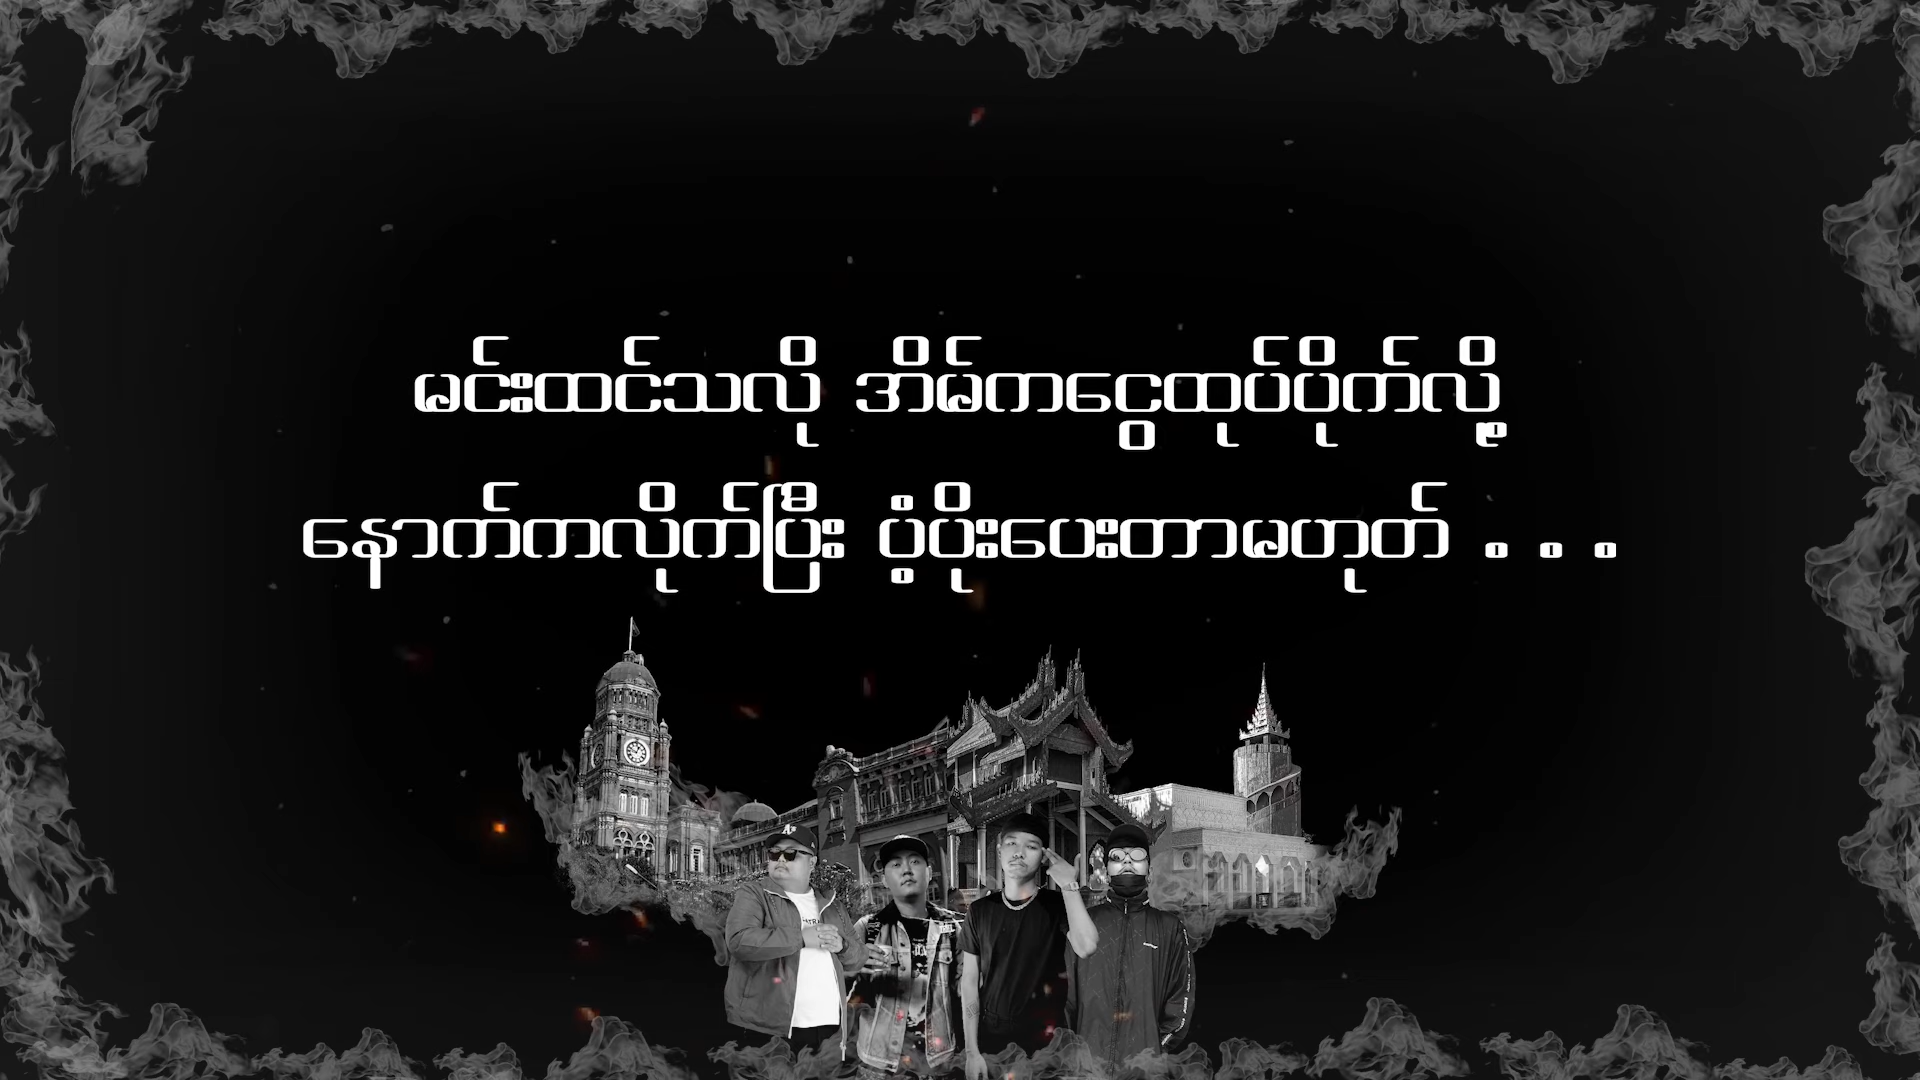 မင်းထင်သလို အိမ်ကငွေထုပ်ပိုက်လို့
နောက်ကလိုက်ပြီး ပံ့ပိုးပေးတာမဟုတ် . . .